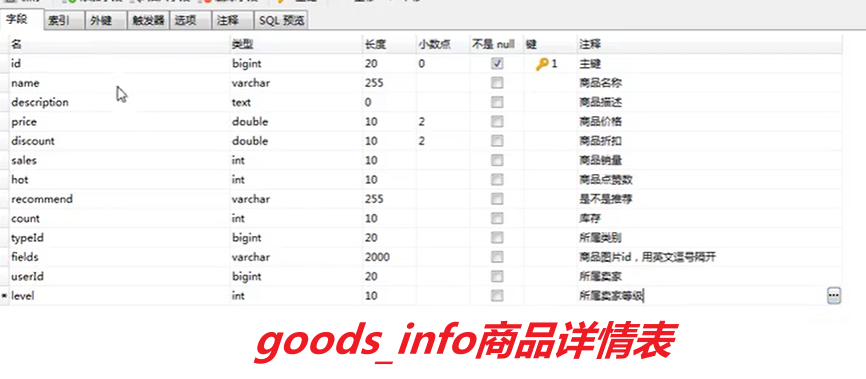 字段 索引 外键 触发器 选项 注释 SQL 预览
名 类型 长度 小数点 不是 null 键 注释
id bigint 20 0 1 主键
name varchar 255 商品名称
description text 0 商品描述
price double 10 2 商品价格
discount double 10 2 商品折扣
sales int 10 商品销量
hot int 10 商品点赞数
recommend varchar 255 是不是推荐
count int 10 库存
typeId bigint 20 所属类别
fields varchar 2000 商品图片id，用英文逗号隔开
userId bigint 20 所属卖家
level int 10 所属卖家等级
goods_info商品详情表